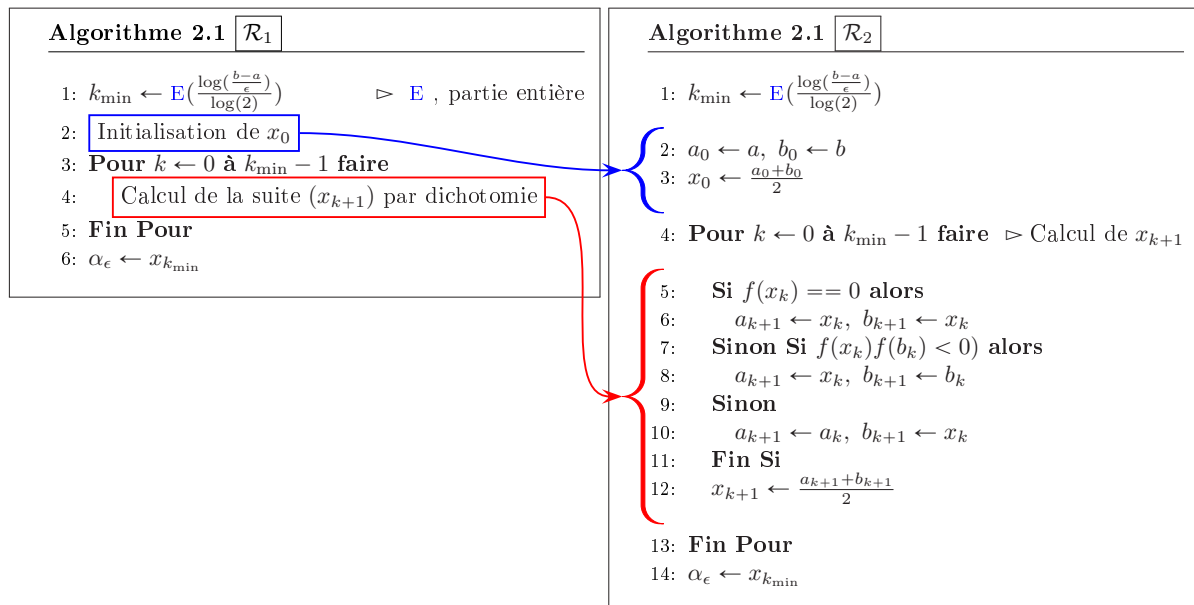 Algorithme 2.1 R₁
1: k_min ← E(log((b−a)/ϵ)/log(2)) ▷ E , partie entière
2: Initialisation de x₀
3: Pour k ← 0 à k_min − 1 faire
4: Calcul de la suite (x_{k+1}) par dichotomie
5: Fin Pour
6: α_ϵ ← x_{k_min}
Algorithme 2.1 R₂
1: k_min ← E(log((b−a)/ϵ)/log(2))
2: a₀ ← a, b₀ ← b
3: x₀ ← (a₀+b₀)/2
4: Pour k ← 0 à k_min − 1 faire ▷ Calcul de x_{k+1}
5: Si f(x_k) == 0 alors
6: a_{k+1} ← x_k, b_{k+1} ← x_k
7: Sinon Si f(x_k)f(b_k) < 0) alors
8: a_{k+1} ← x_k, b_{k+1} ← b_k
9: Sinon
10: a_{k+1} ← a_k, b_{k+1} ← x_k
11: Fin Si
12: x_{k+1} ← (a_{k+1}+b_{k+1})/2
13: Fin Pour
14: α_ϵ ← x_{k_min}